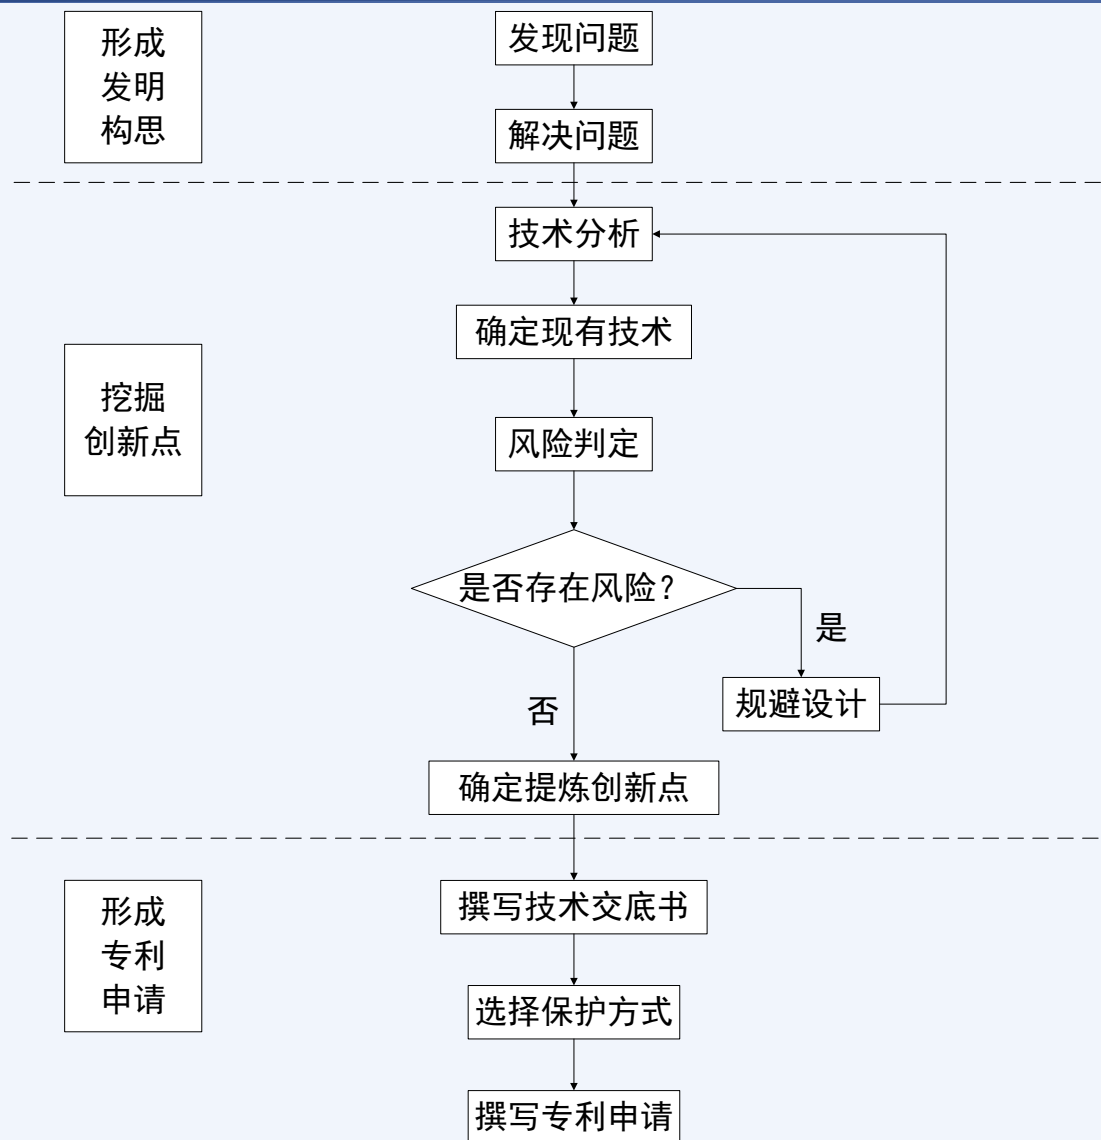 形成
发明
构思
发现问题
解决问题
挖掘
创新点
技术分析
确定现有技术
风险判定
是否存在风险?
是
规避设计
否
确定提炼创新点
形成
专利
申请
撰写技术交底书
选择保护方式
撰写专利申请